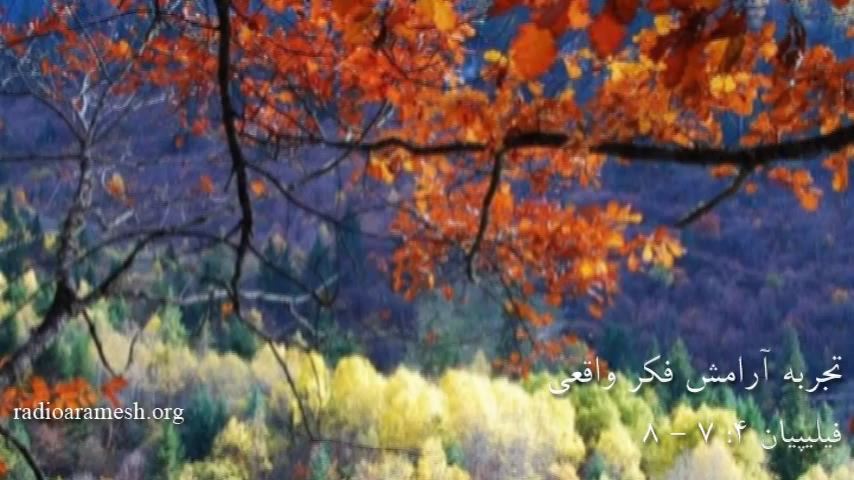 تجربه آرامش فکر واقعی
radioaramesh.org
فیلیپیان ۴: ۷ – ۸